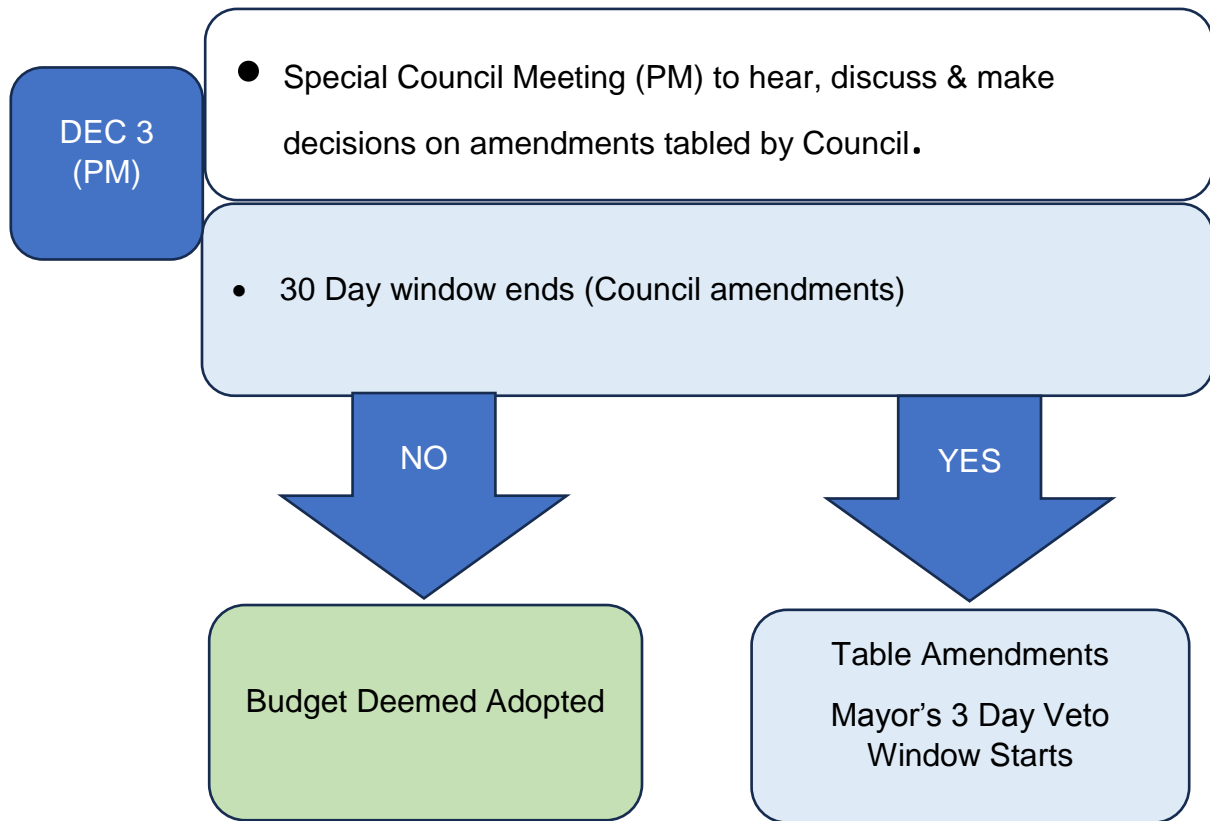 DEC 3
(PM)
● Special Council Meeting (PM) to hear, discuss & make
decisions on amendments tabled by Council.
• 30 Day window ends (Council amendments)
NO
YES
Budget Deemed Adopted
Table Amendments
Mayor’s 3 Day Veto
Window Starts